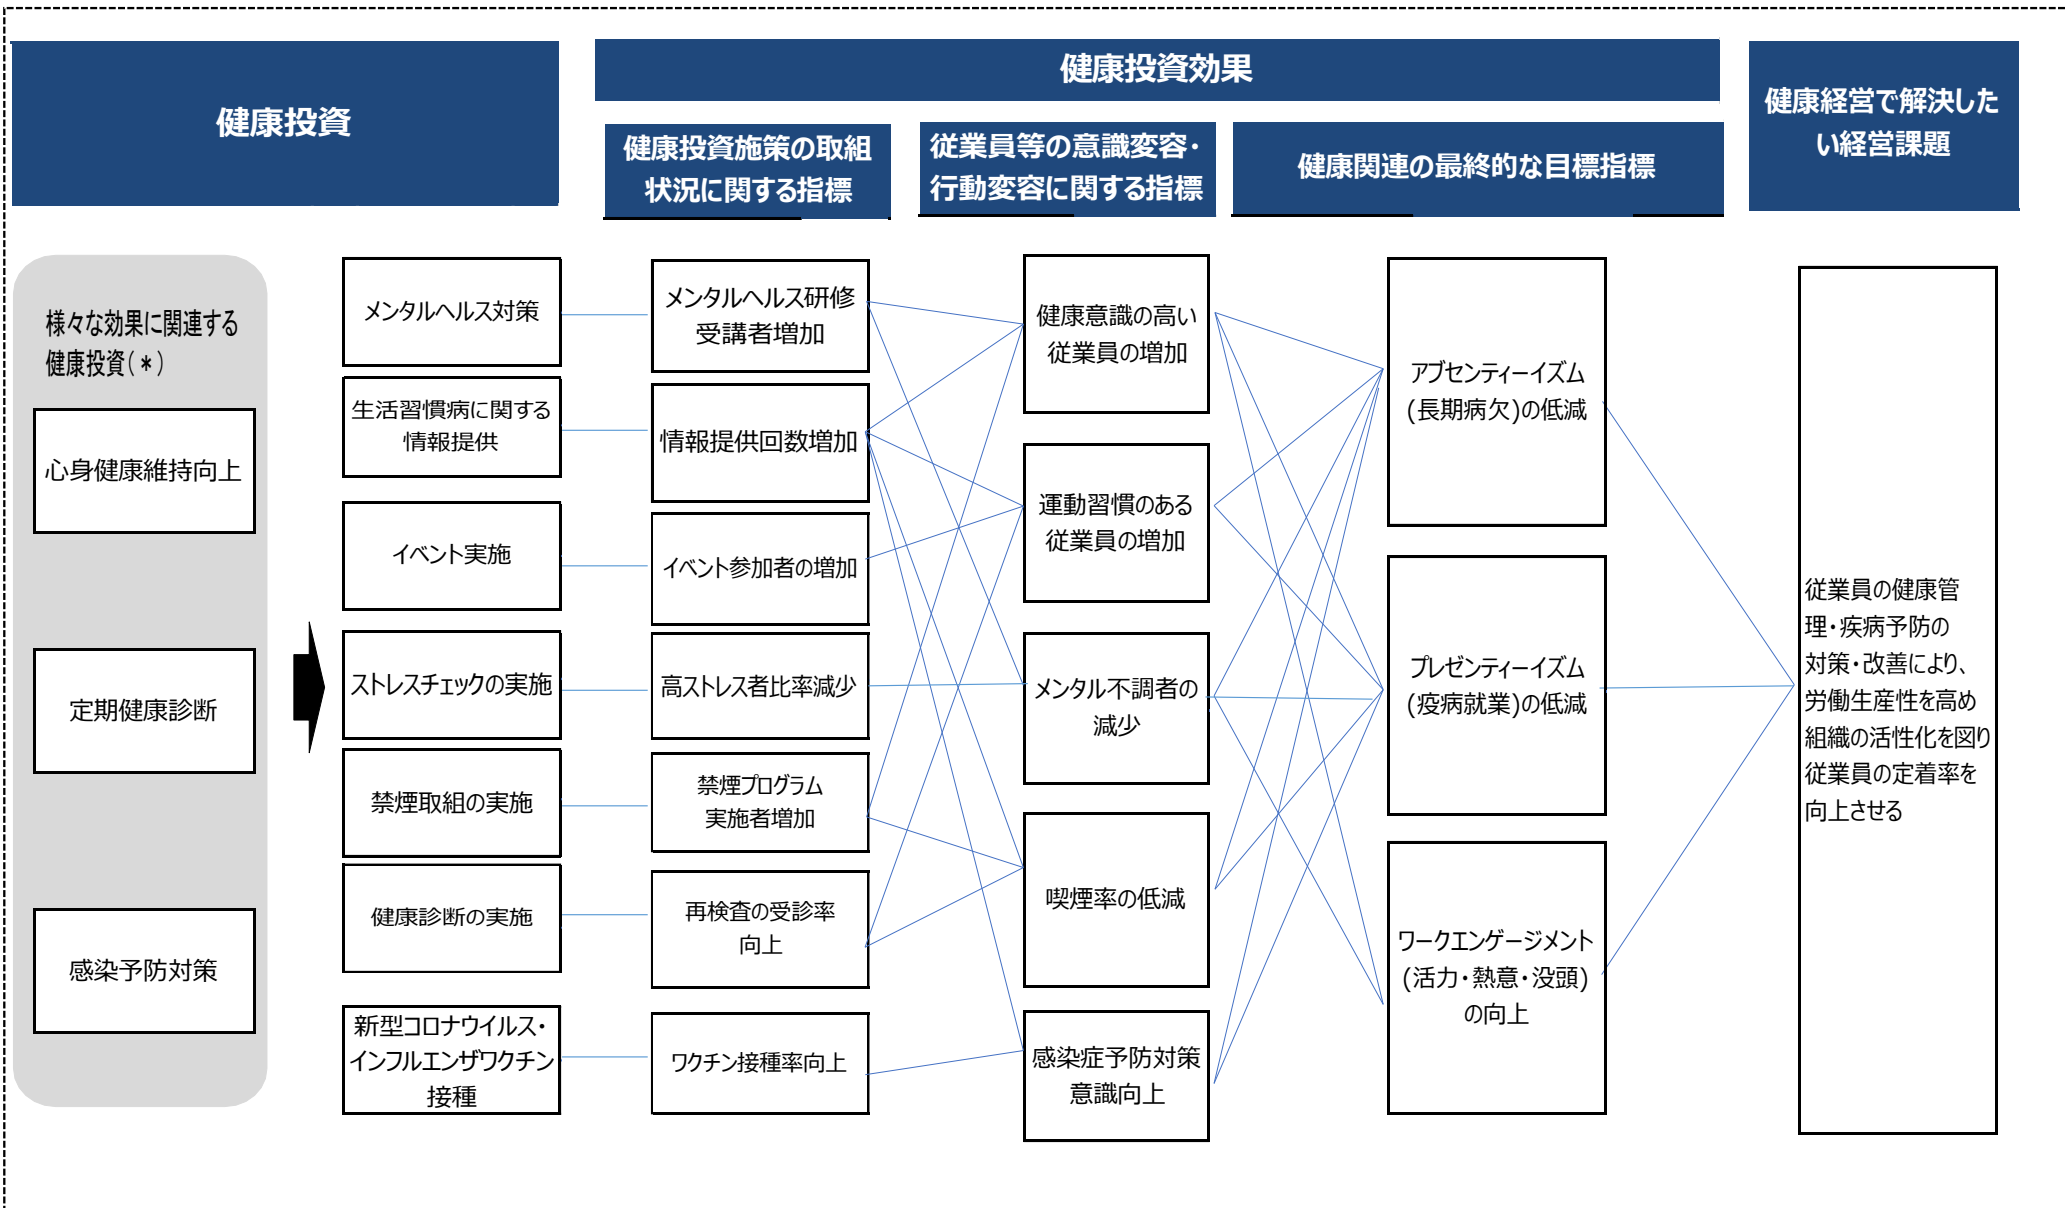 健康投資
健康投資効果
健康経営で解決した
い経営課題
健康投資施策の取組
状況に関する指標
従業員等の意識変容・
行動変容に関する指標
健康関連の最終的な目標指標
様々な効果に関連する
健康投資(*)
心身健康維持向上
定期健康診断
感染予防対策
メンタルヘルス対策
生活習慣病に関する
情報提供
イベント実施
ストレスチェックの実施
禁煙取組の実施
健康診断の実施
新型コロナウイルス・
インフルエンザワクチン
接種
メンタルヘルス研修
受講者増加
情報提供回数増加
イベント参加者の増加
高ストレス者比率減少
禁煙プログラム
実施者増加
再検査の受診率
向上
ワクチン接種率向上
健康意識の高い
従業員の増加
運動習慣のある
従業員の増加
メンタル不調者の
減少
喫煙率の低減
感染症予防対策
意識向上
アブセンティーイズム
(長期病欠)の低減
プレゼンティーイズム
(疫病就業)の低減
ワークエンゲージメント
(活力・熱意・没頭)
の向上
従業員の健康管
理・疾病予防の
対策・改善により、
労働生産性を高め
組織の活性化を図り
従業員の定着率を
向上させる